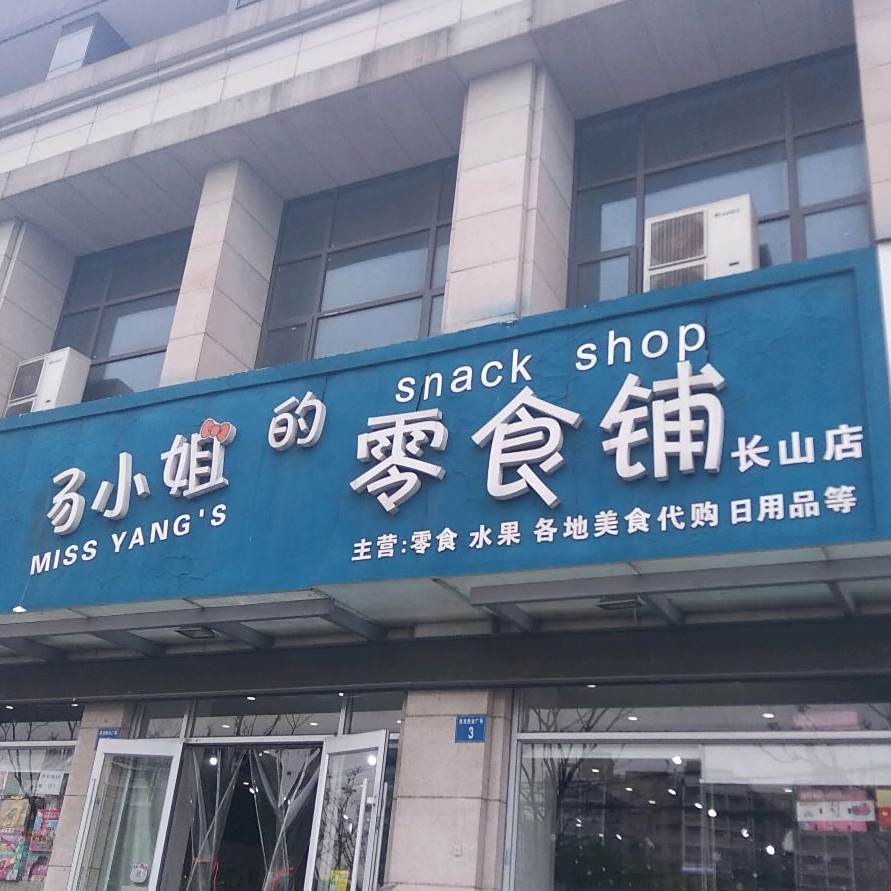 snack shop
昜小姐的零食铺长山店
MISS YANG'S
主营:零食 水果 各地美食代购 日用品等
3